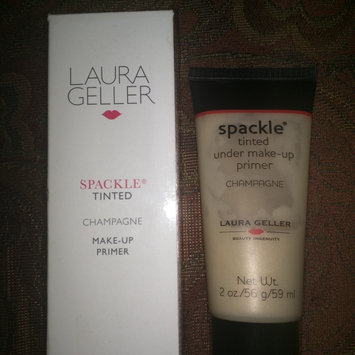 LAURA
GELLER
SPACKLE®
TINTED
CHAMPAGNE
MAKE-UP
PRIMER
spackle®
tinted
under make-up
primer
CHAMPAGNE
LAURA GELLER
BEAUTY INGENUITY
Net Wt.
2 oz./56 g/59 ml